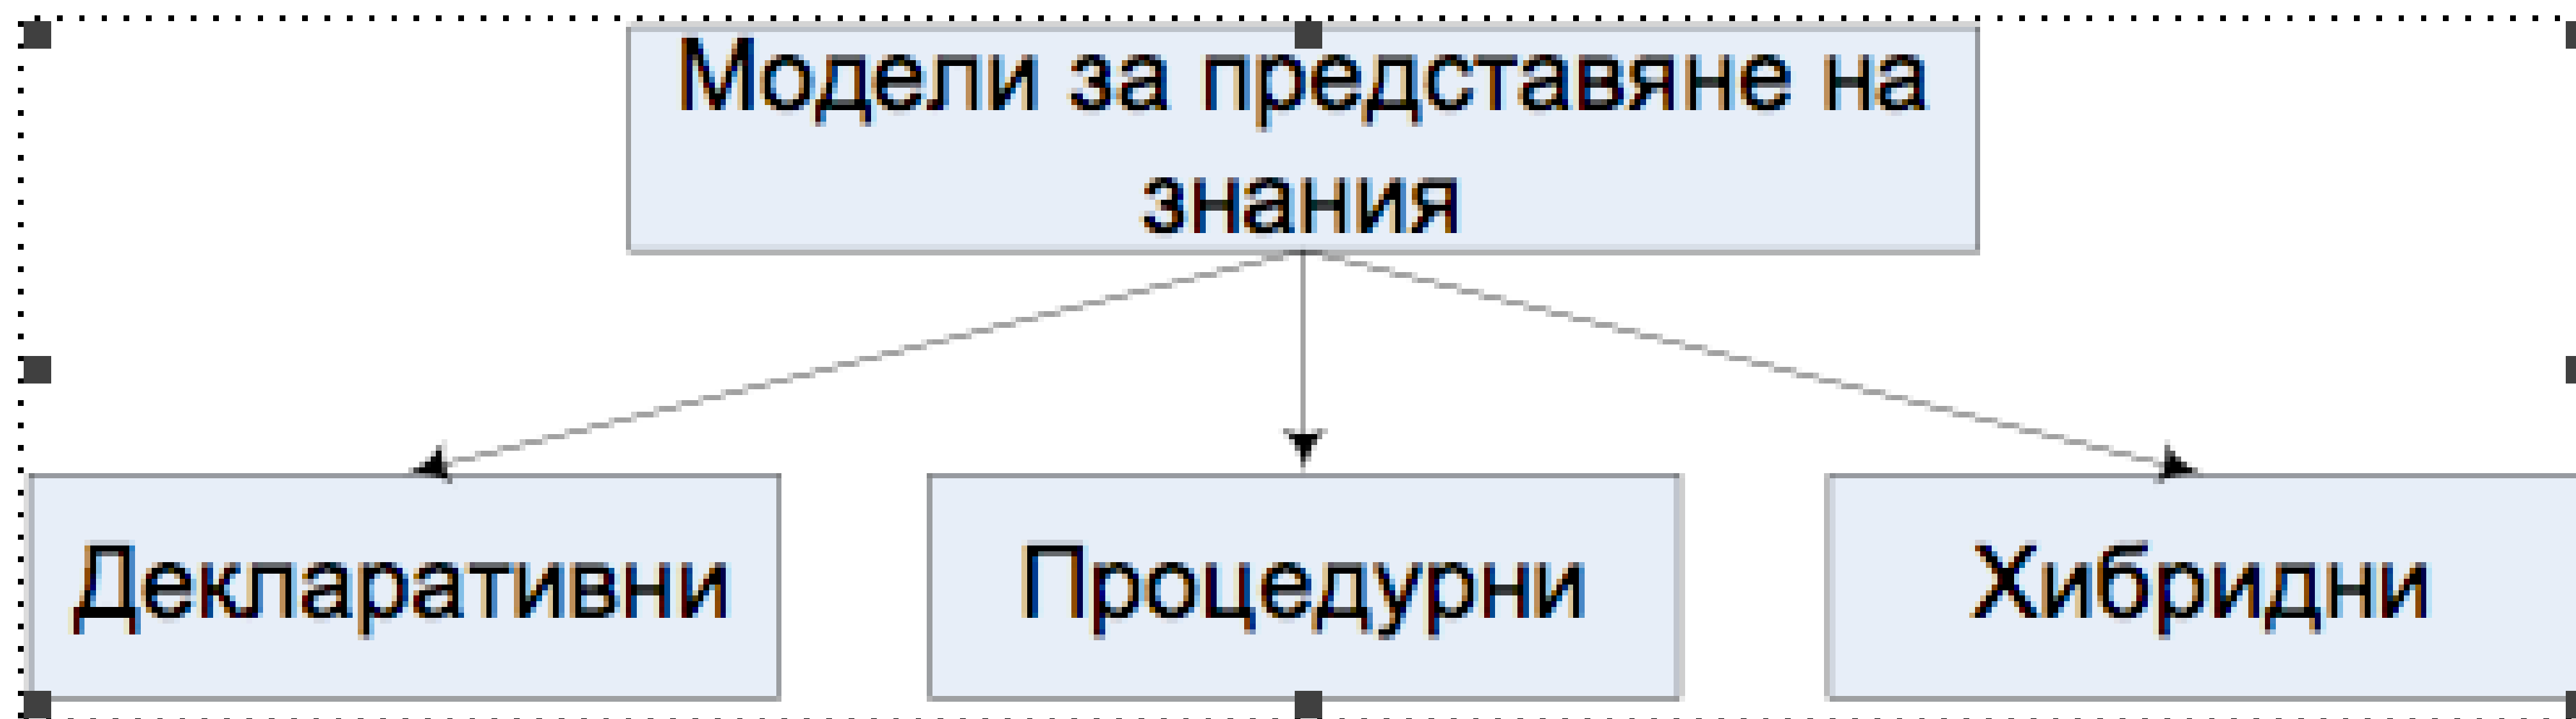 Модели за представяне на
знания
Декларативни
Процедурни
Хибридни